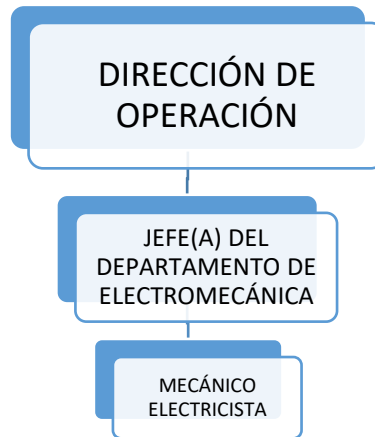 DIRECCIÓN DE
OPERACIÓN
JEFE(A) DEL
DEPARTAMENTO DE
ELECTROMECÁNICA
MECÁNICO
ELECTRICISTA